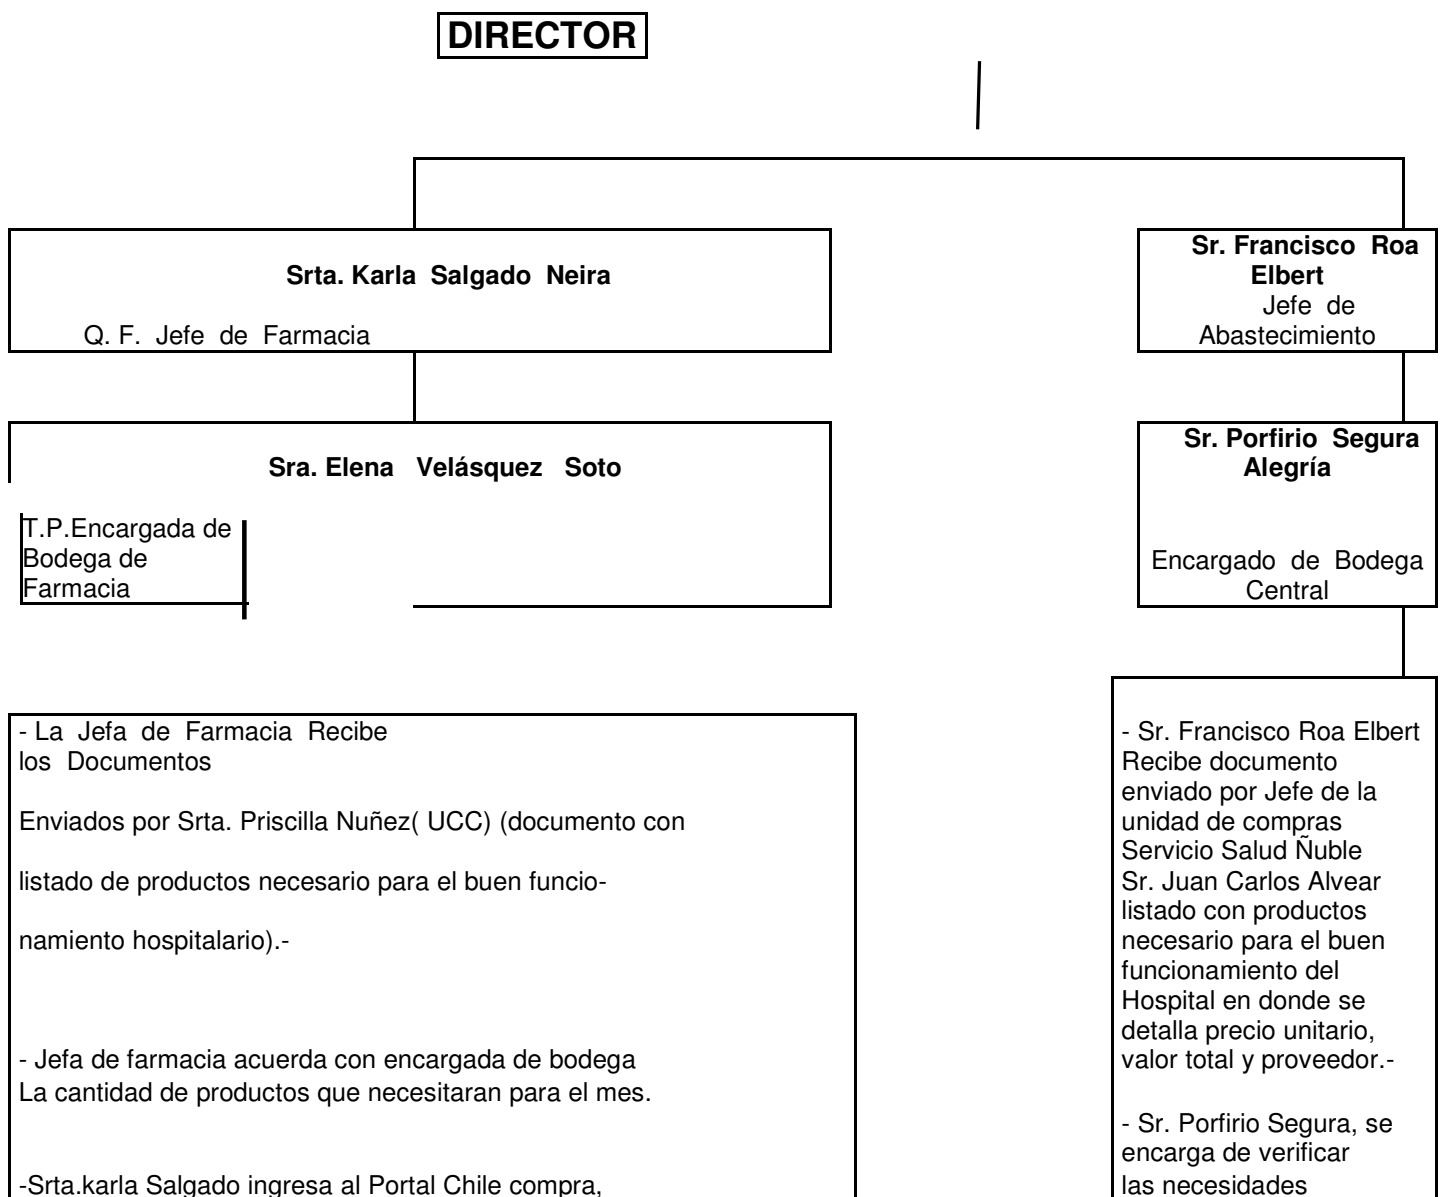 DIRECTOR
Srta. Karla Salgado Neira
Q. F. Jefe de Farmacia
Sr. Francisco Roa
Elbert
Jefe de
Abastecimiento
Sra. Elena Velásquez Soto
T.P.Encargada de
Bodega de
Farmacia
Sr. Porfirio Segura
Alegría
Encargado de Bodega
Central
- La Jefa de Farmacia Recibe
los Documentos
Enviados por Srta. Priscilla Nuñez( UCC) (documento con
listado de productos necesario para el buen funcio-
namiento hospitalario).-
- Jefa de farmacia acuerda con encargada de bodega
La cantidad de productos que necesitaran para el mes.
-Srta.karla Salgado ingresa al Portal Chile compra,
- Sr. Francisco Roa Elbert
Recibe documento
enviado por Jefe de la
unidad de compras
Servicio Salud Ñuble
Sr. Juan Carlos Alvear
listado con productos
necesario para el buen
funcionamiento del
Hospital en donde se
detalla precio unitario,
valor total y proveedor.-
- Sr. Porfirio Segura, se
encarga de verificar
las necesidades